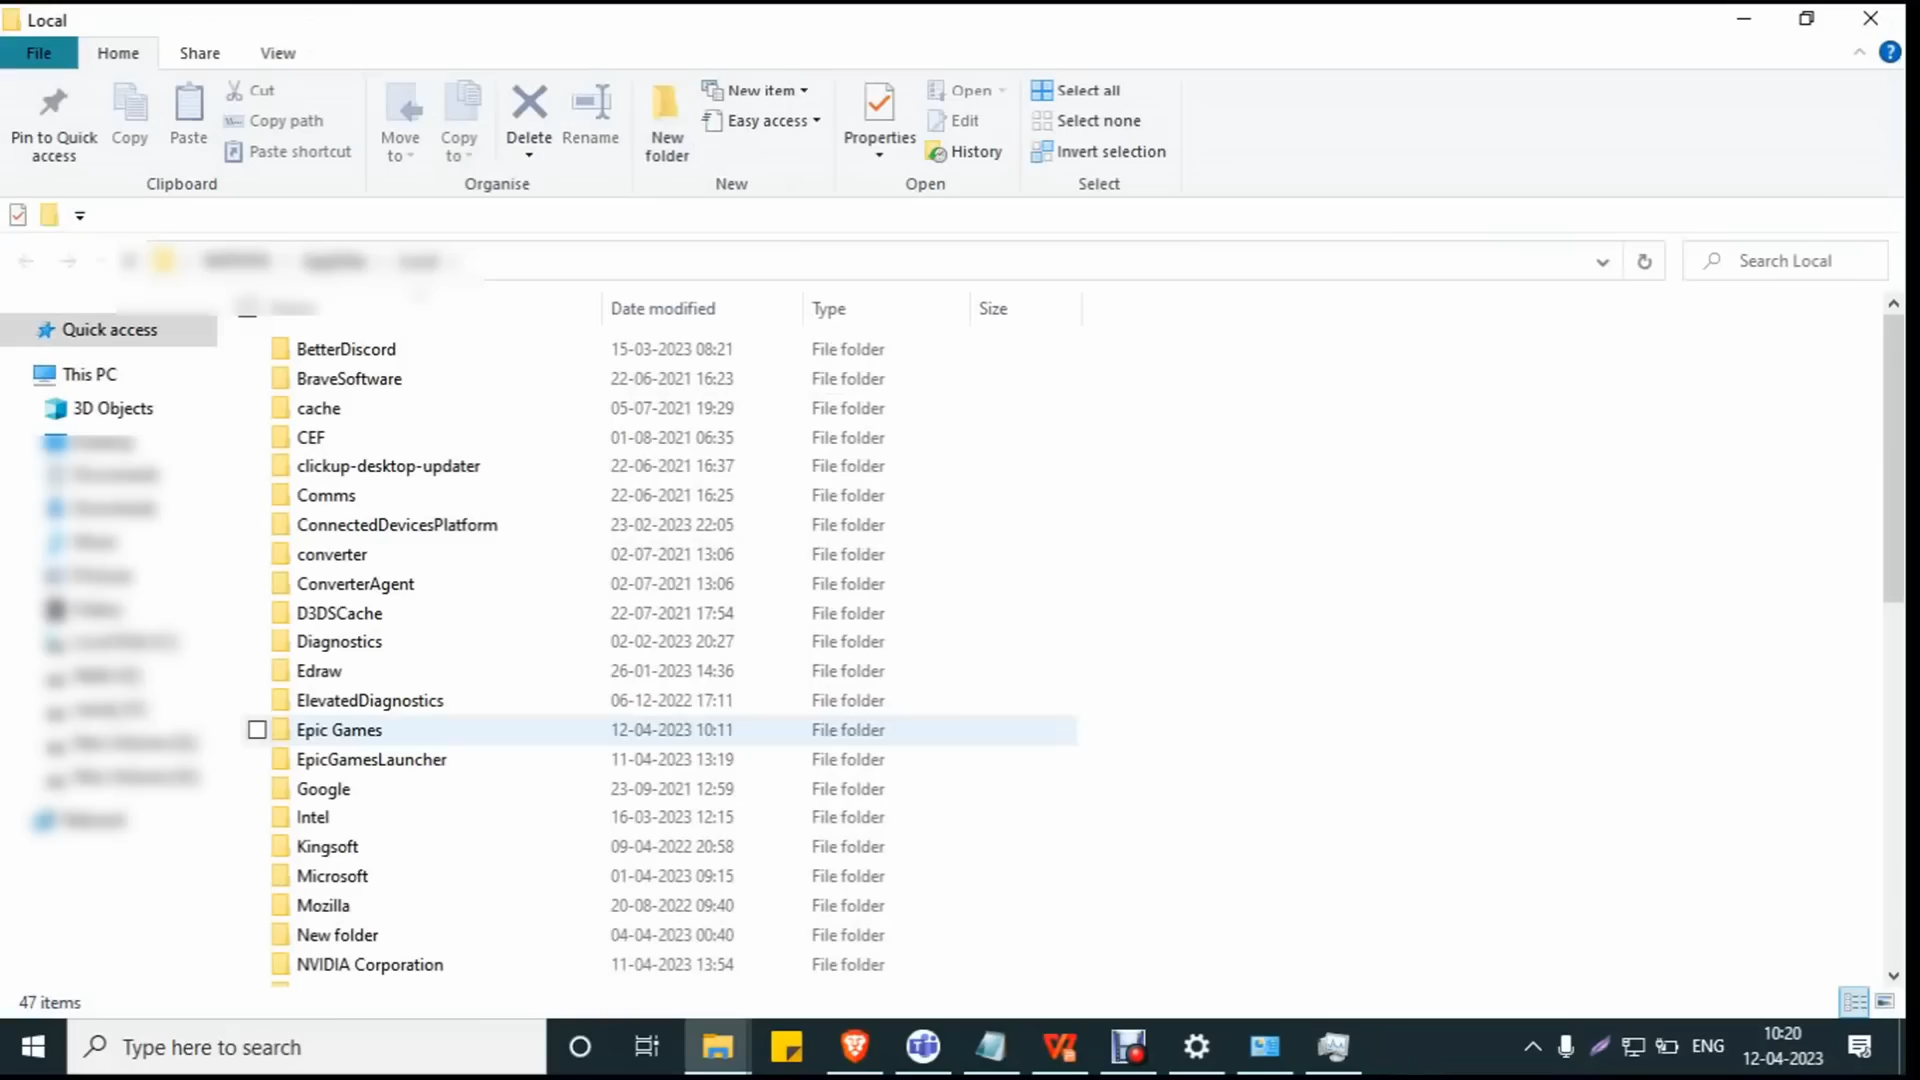 Local
File Home Share View
Pin to Quick access
Copy
Paste
Cut
Copy path
Paste shortcut
Clipboard
Move to
Copy to
Delete
Rename
Organise
New folder
New item
Easy access
New
Properties
Open
Edit
History
Open
Select all
Select none
Invert selection
Select
Search Local
Date modified Type Size
Quick access
This PC
3D Objects
BetterDiscord 15-03-2023 08:21 File folder
BraveSoftware 22-06-2021 16:23 File folder
cache 05-07-2021 19:29 File folder
CEF 01-08-2021 06:35 File folder
clickup-desktop-updater 22-06-2021 16:37 File folder
Comms 22-06-2021 16:25 File folder
ConnectedDevicesPlatform 23-02-2023 22:05 File folder
converter 02-07-2021 13:06 File folder
ConverterAgent 02-07-2021 13:06 File folder
D3DSCache 22-07-2021 17:54 File folder
Diagnostics 02-02-2023 20:27 File folder
Edraw 26-01-2023 14:36 File folder
ElevatedDiagnostics 06-12-2022 17:11 File folder
Epic Games 12-04-2023 10:11 File folder
EpicGamesLauncher 11-04-2023 13:19 File folder
Google 23-09-2021 12:59 File folder
Intel 16-03-2023 12:15 File folder
Kingsoft 09-04-2022 20:58 File folder
Microsoft 01-04-2023 09:15 File folder
Mozilla 20-08-2022 09:40 File folder
New folder 04-04-2023 00:40 File folder
NVIDIA Corporation 11-04-2023 13:54 File folder
47 items
Type here to search
ENG
10:20
12-04-2023